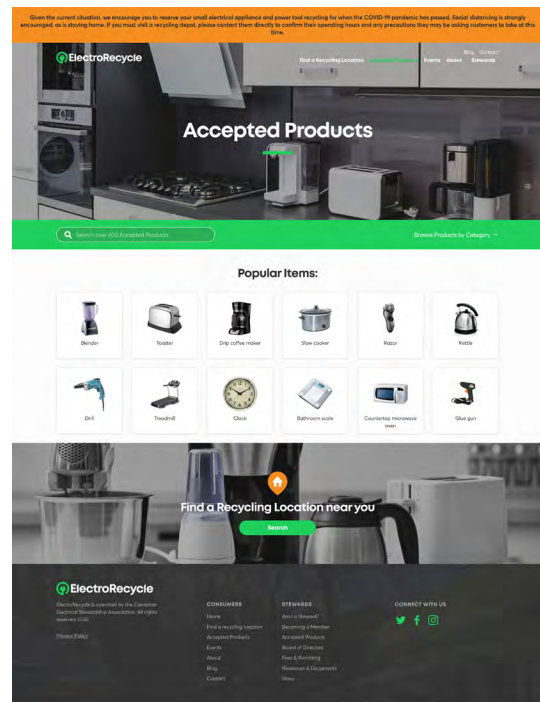 Given the current situation, we encourage you to reserve your small electrical appliance and power tool recycling for when the COVID-19 pandemic has passed. Social distancing is strongly
encouraged, as is staying home. If you must visit a recycling depot, please contact them directly to confirm their operating hours and any precautions they may be asking customers to take at this
time.
Blog Contact
ElectroRecycle
Find a Recycling Location Accepted Products Events About Stewards
Accepted Products
Search over 400 Accepted Products
Browse Products by Category
Popular Items:
Blender
Toaster
Drip coffee maker
Slow cooker
Razor
Kettle
Drill
Treadmill
Clock
Bathroom scale
Countertop microwave
oven
Glue gun
Find a Recycling Location near you
Search
ElectroRecycle
ElectroRecycle is operated by the Canadian
Electrical Stewardship Association. All rights
reserved 2020.
Privacy Policy
CONSUMERS
Home
Find a recycling location
Accepted Products
Events
About
Blog
Contact
STEWARDS
Am I a Steward?
Becoming a Member
Accepted Products
Board of Directors
Fees & Remitting
Resources & Documents
News
CONNECT WITH US